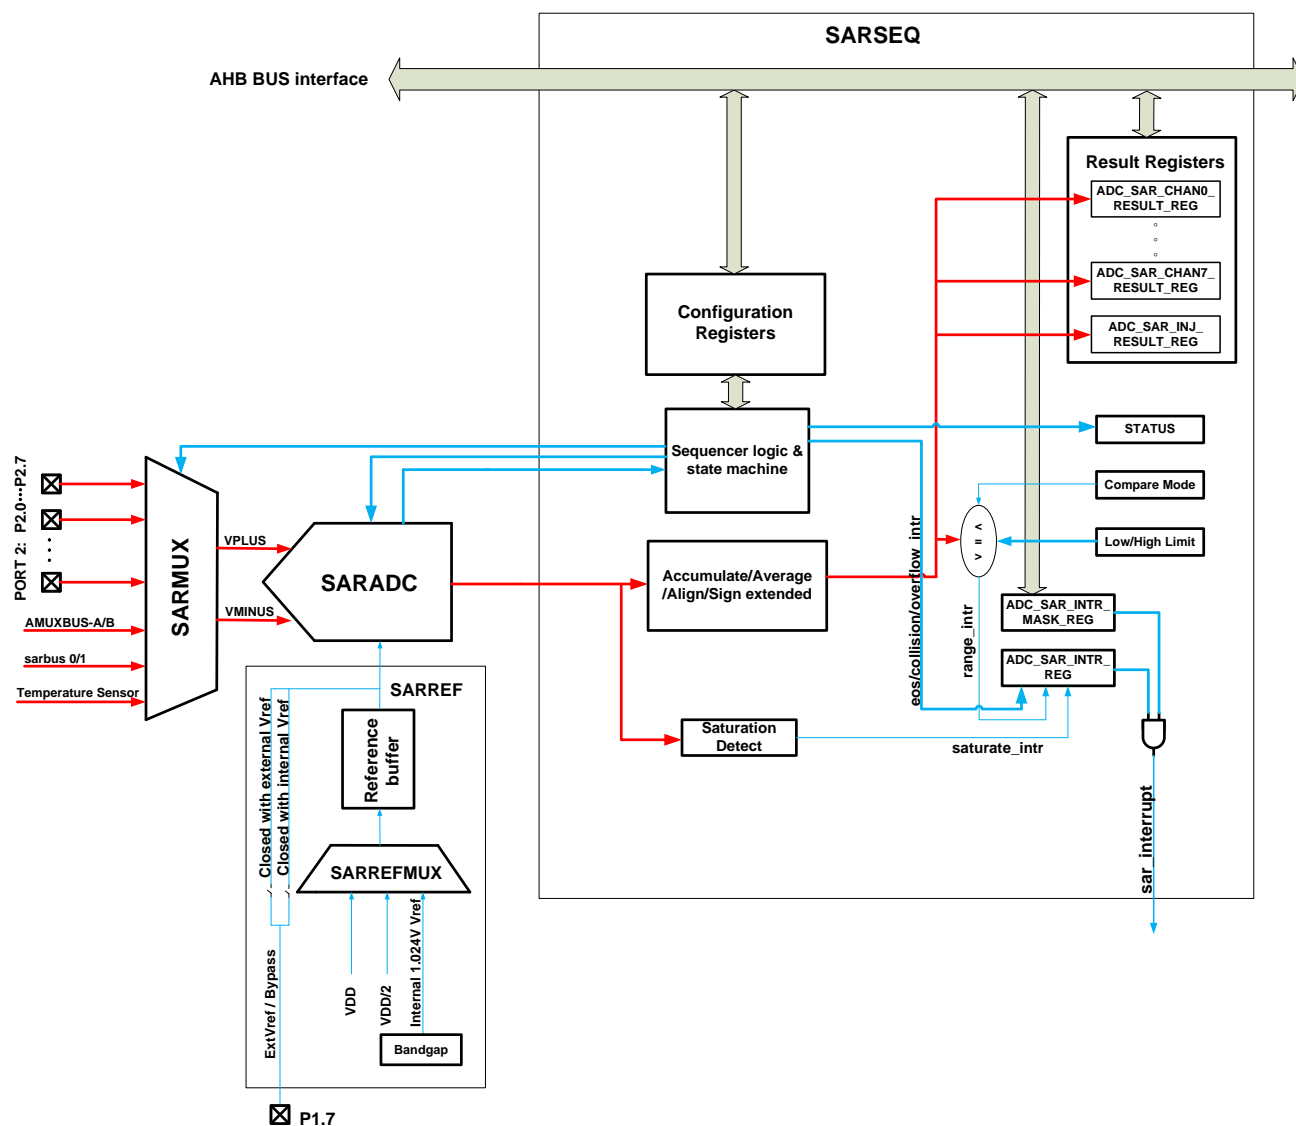 SARSEQ
AHB BUS interface
Result Registers
ADC_SAR_CHAN0_
RESULT_REG
ADC_SAR_CHAN7_
RESULT_REG
ADC_SAR_INJ_
RESULT_REG
Configuration
Registers
Sequencer logic &
state machine
STATUS
Compare Mode
Low/High Limit
< = >
PORT 2: P2.0···P2.7
AMUXBUS-A/B
sarbus 0/1
Temperature Sensor
SARMUX
VPLUS
VMINUS
SARADC
Accumulate/Average
/Align/Sign extended
eos/collision/overflow_intr
range_intr
ADC_SAR_INTR_
MASK_REG
ADC_SAR_INTR_
REG
Saturation
Detect
saturate_intr
sar_interrupt
SARREF
Closed with external Vref
Closed with internal Vref
Reference
buffer
SARREFMUX
ExtVref / Bypass
VDD
VDD/2
Internal 1.024V Vref
Bandgap
P1.7